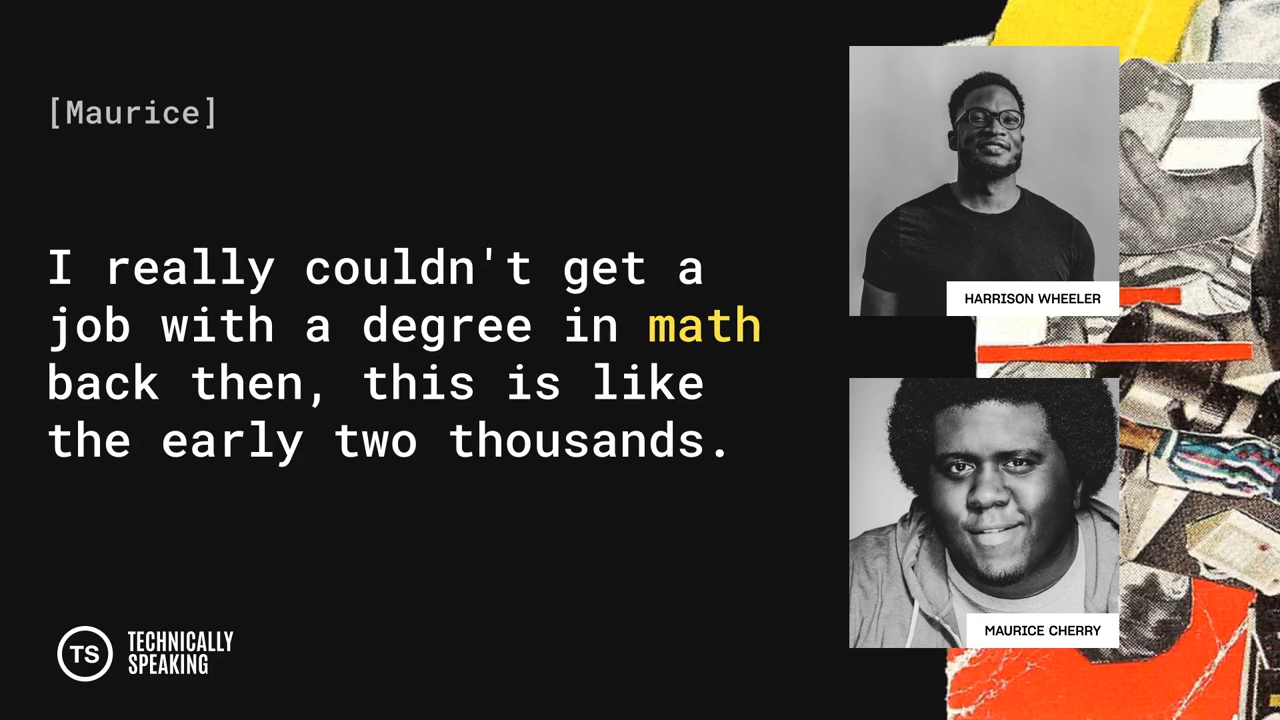 [Maurice]
I really couldn't get a
job with a degree in math
back then, this is like
the early two thousands.
HARRISON WHEELER
MAURICE CHERRY
TS
TECHNICALLY
SPEAKING